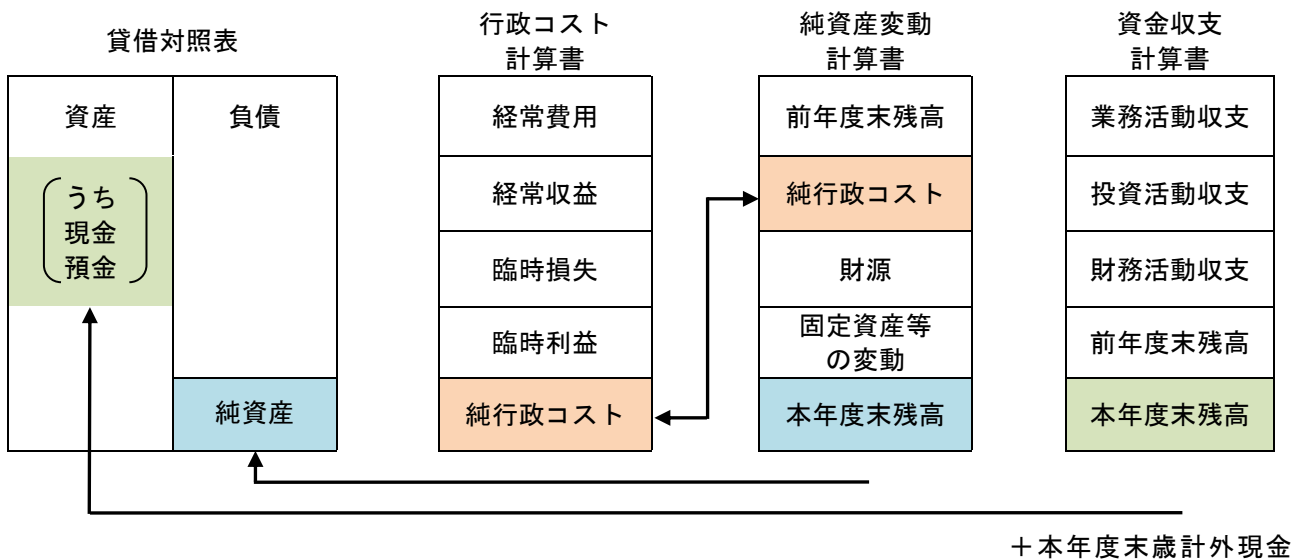 貸借対照表
資産
負債
うち
現金
預金
純資産
行政コスト
計算書
経常費用
経常収益
臨時損失
臨時利益
純行政コスト
純資産変動
計算書
前年度末残高
純行政コスト
財源
固定資産等
の変動
本年度末残高
資金収支
計算書
業務活動収支
投資活動収支
財務活動収支
前年度末残高
本年度末残高
＋本年度末歳計外現金